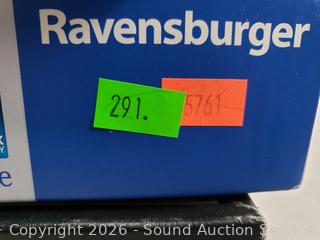 Ravensburger
291. 5761
e
Copyright © 2026 - Sound Auction Service